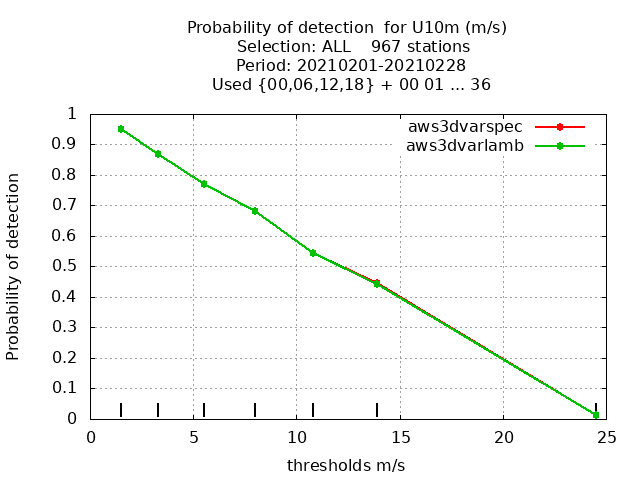 Probability of detection  for U10m (m/s)
Selection: ALL    967 stations
Period: 20210201-20210228
Used {00,06,12,18} + 00 01 ... 36
aws3dvarspec
aws3dvarlamb
Probability of detection
1
0.9
0.8
0.7
0.6
0.5
0.4
0.3
0.2
0.1
0
0 5 10 15 20 25
thresholds m/s